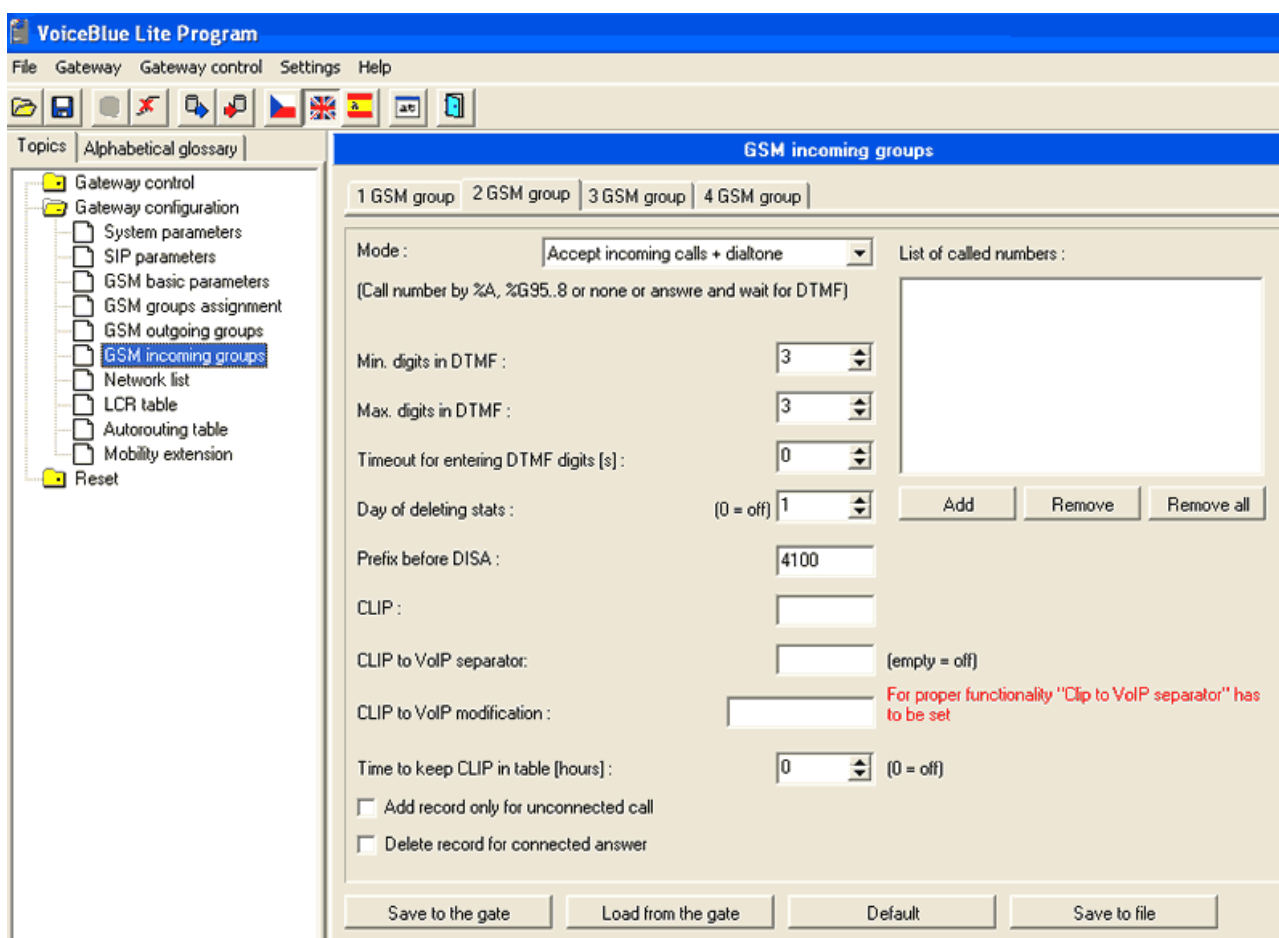 VoiceBlue Lite Program
File Gateway Gateway control Settings Help
Topics Alphabetical glossary
Gateway control
Gateway configuration
System parameters
SIP parameters
GSM basic parameters
GSM groups assignment
GSM outgoing groups
GSM incoming groups
Network list
LCR table
Autorouting table
Mobility extension
Reset
GSM incoming groups
1 GSM group 2 GSM group 3 GSM group 4 GSM group
Mode : Accept incoming calls + dialtone
(Call number by %A, %G95..8 or none or answre and wait for DTMF)
Min. digits in DTMF : 3
Max. digits in DTMF : 3
Timeout for entering DTMF digits [s] : 0
Day of deleting stats : (0 = off) 1
Prefix before DISA : 4100
CLIP :
CLIP to VoIP separator: (empty = off)
CLIP to VoIP modification :
For proper functionality "Clip to VoIP separator" has
to be set
Time to keep CLIP in table [hours] : 0 (0 = off)
Add record only for unconnected call
Delete record for connected answer
List of called numbers :
Add Remove Remove all
Save to the gate Load from the gate Default Save to file